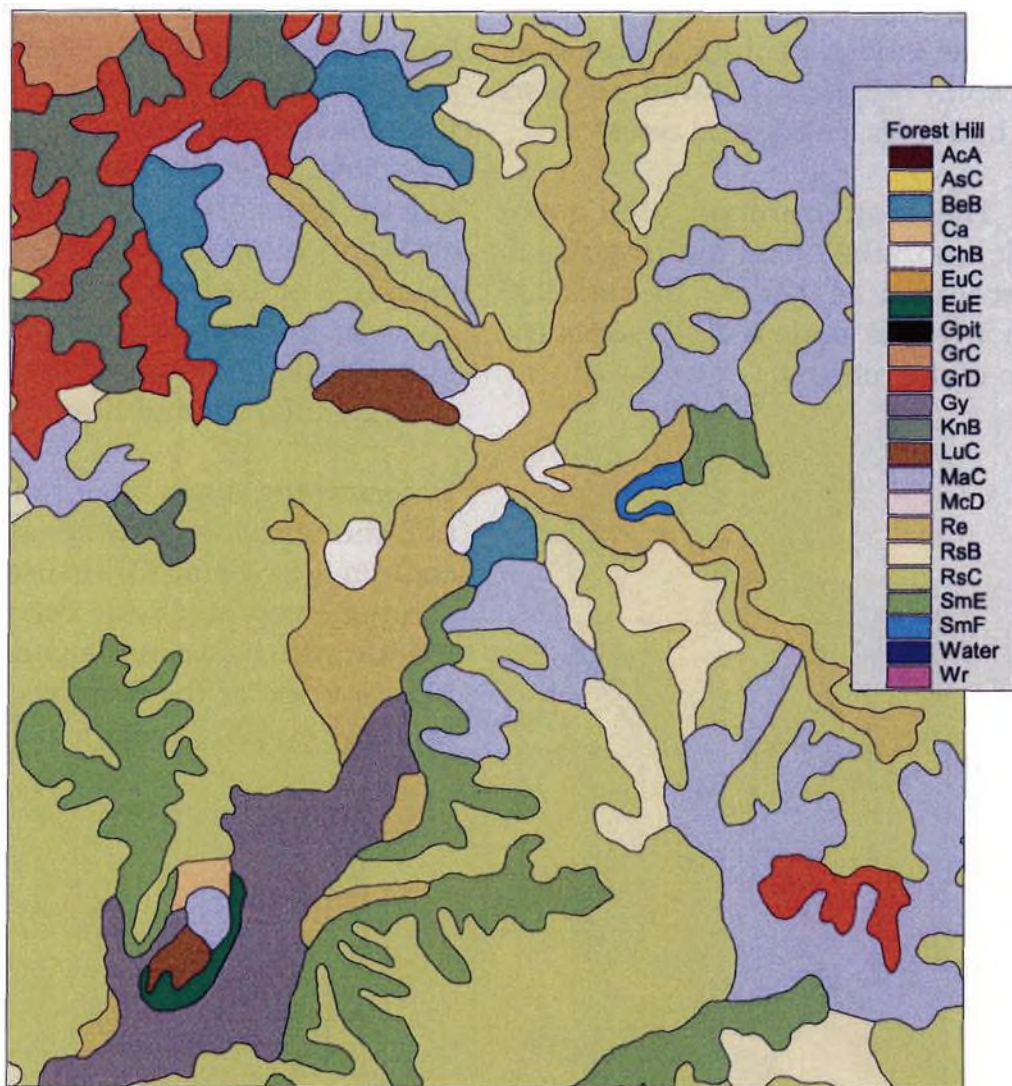 Forest Hill
AcA
AsC
BeB
Ca
ChB
EuC
EuE
Gpit
GrC
GrD
Gy
KnB
LuC
MaC
McD
Re
RsB
RsC
SmE
SmF
Water
Wr